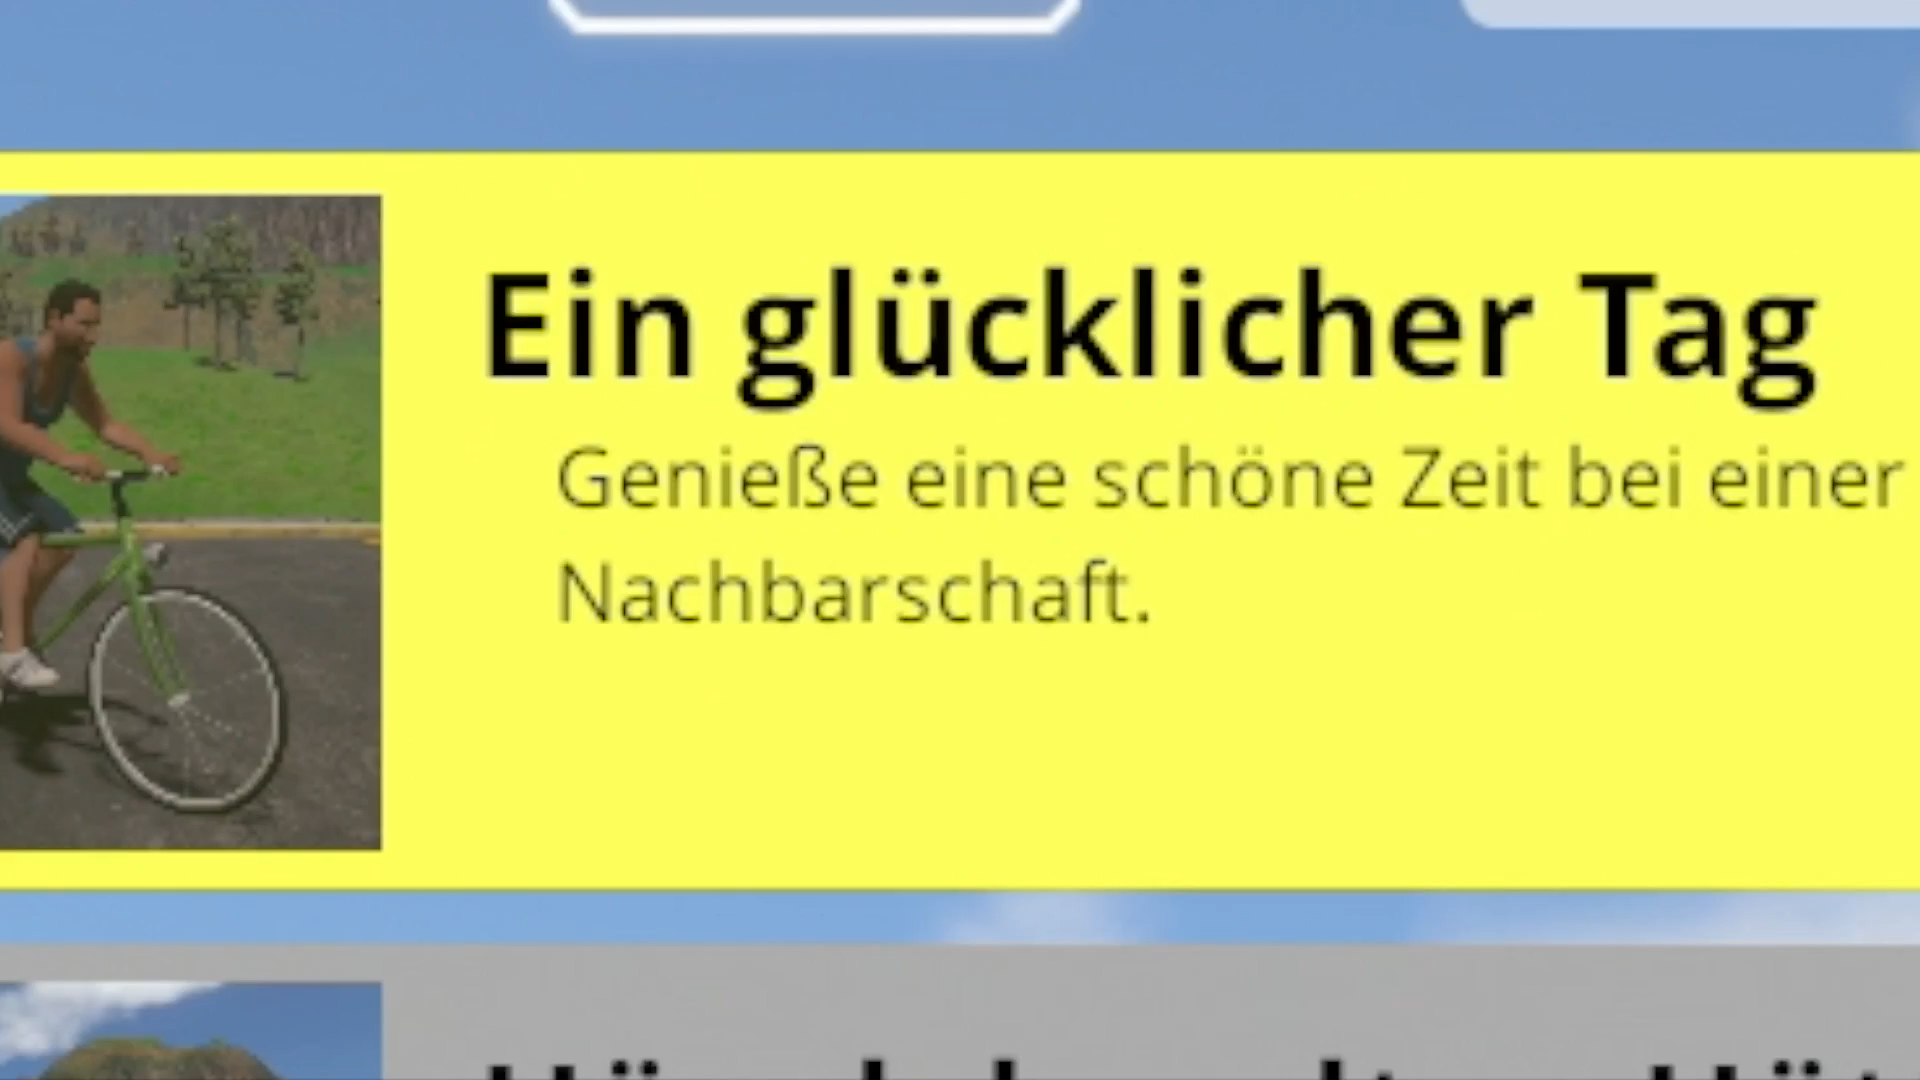 Ein glücklicher Tag
Genieße eine schöne Zeit bei einer
Nachbarschaft.